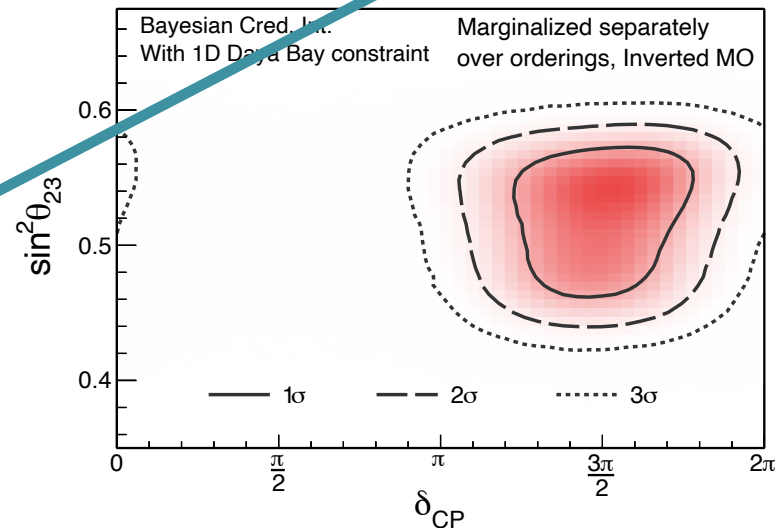 Bayesian Cred. Int.
With 1D Daya Bay constraint
Marginalized separately
over orderings, Inverted MO
0.6
0.5
0.4
sin²θ₂₃
1σ
2σ
3σ
0
π/2
π
3π/2
2π
δCP